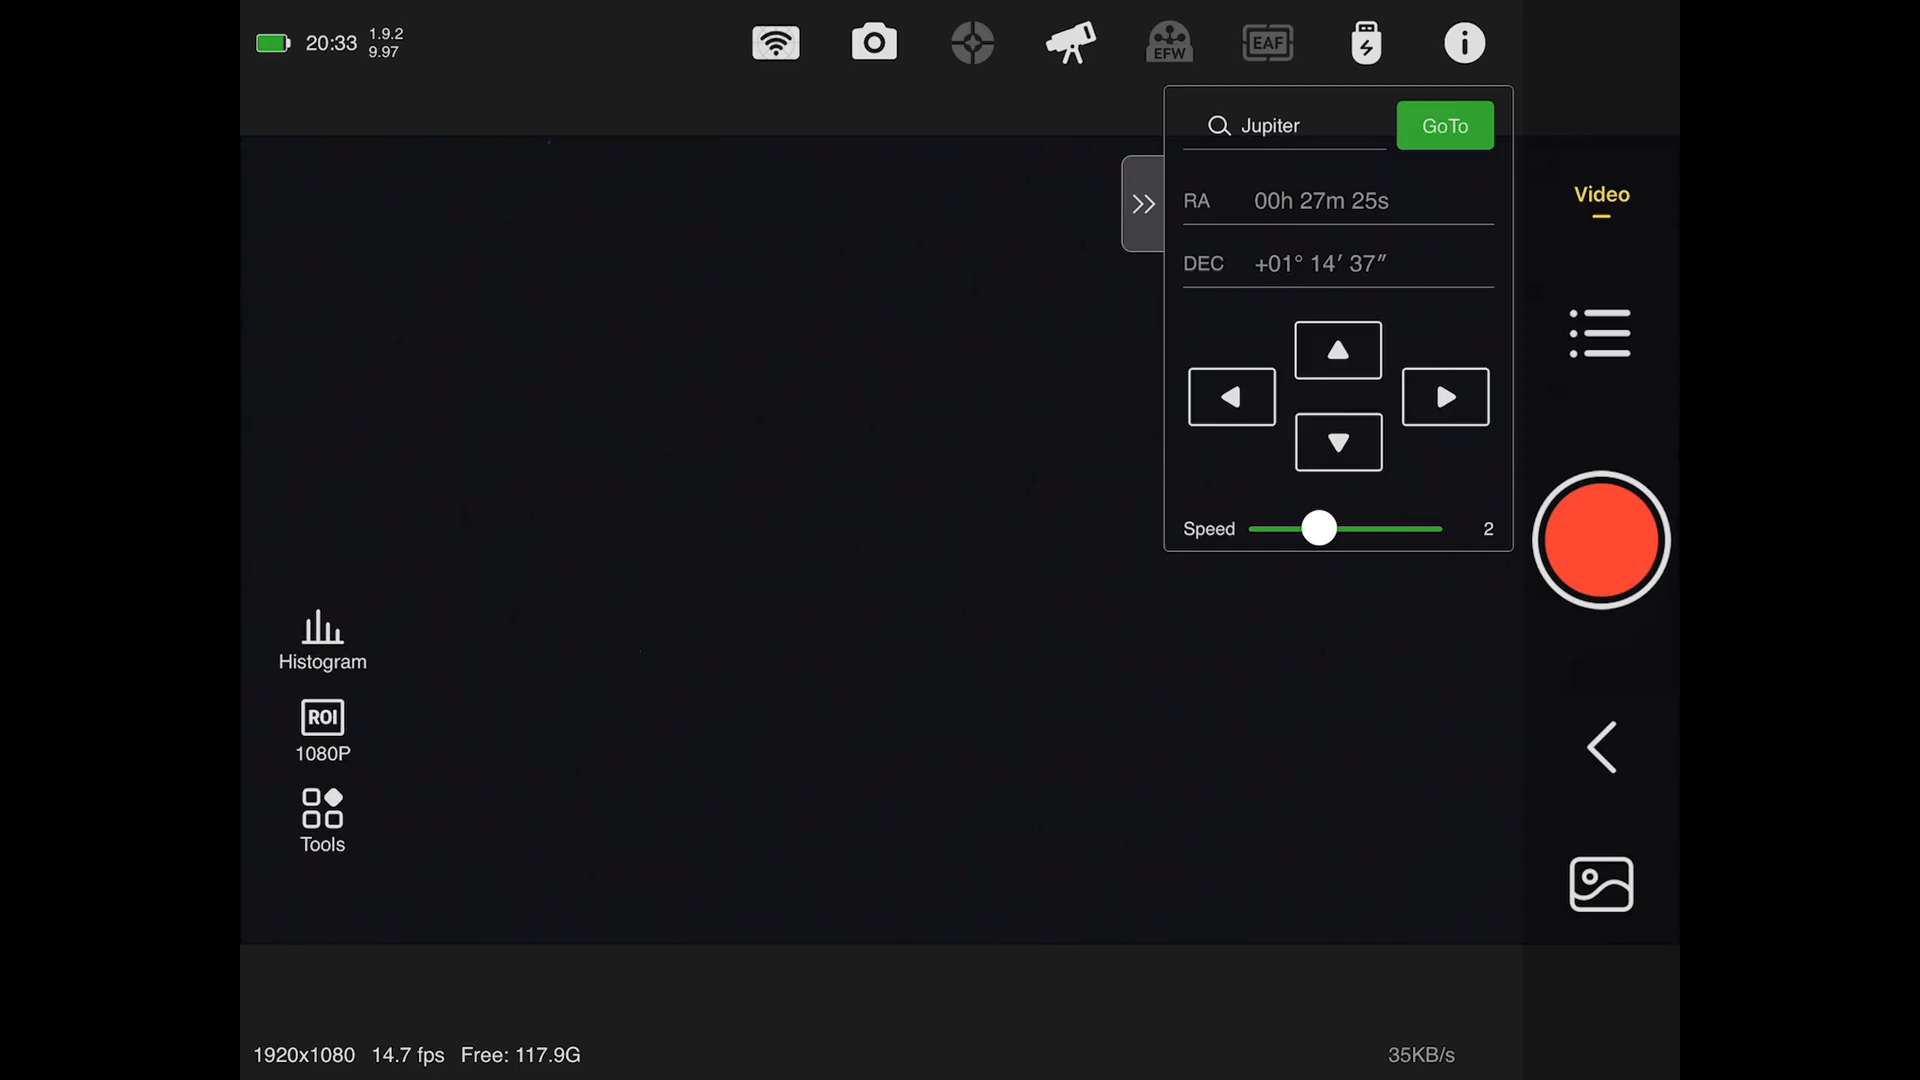 20:33
1.9.2
9.97
EFW
EAF
Jupiter
GoTo
RA 00h 27m 25s
DEC +01° 14′ 37″
Speed 2
Video
Histogram
ROI
1080P
Tools
1920x1080 14.7 fps Free: 117.9G
35KB/s